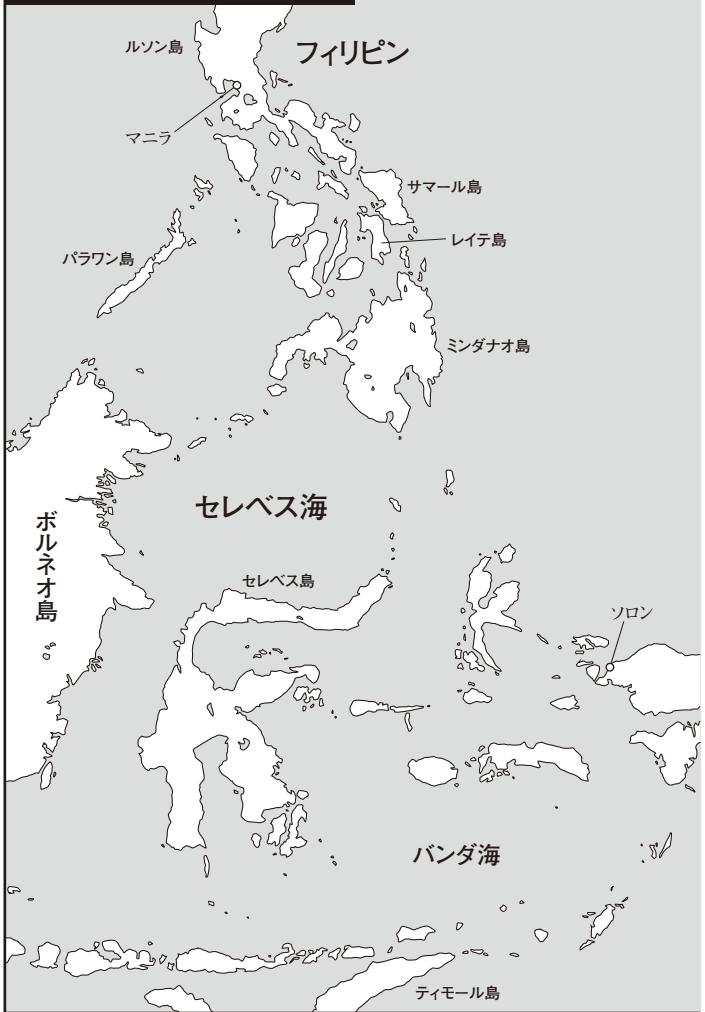 ルソン島
フィリピン
マニラ
サマール島
レイテ島
パラワン島
ミンダナオ島
セレベス海
ボルネオ島
セレベス島
ソロン
バンダ海
ティモール島